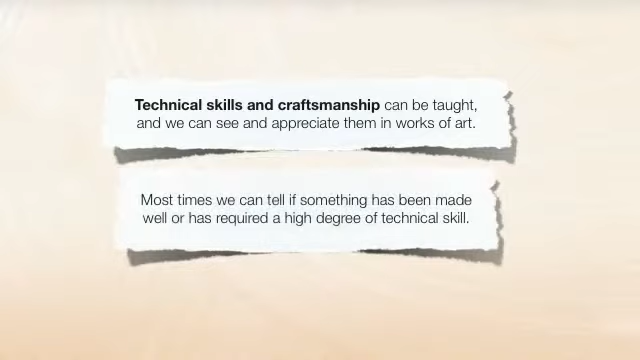 Technical skills and craftsmanship can be taught,
and we can see and appreciate them in works of art.
Most times we can tell if something has been made
well or has required a high degree of technical skill.